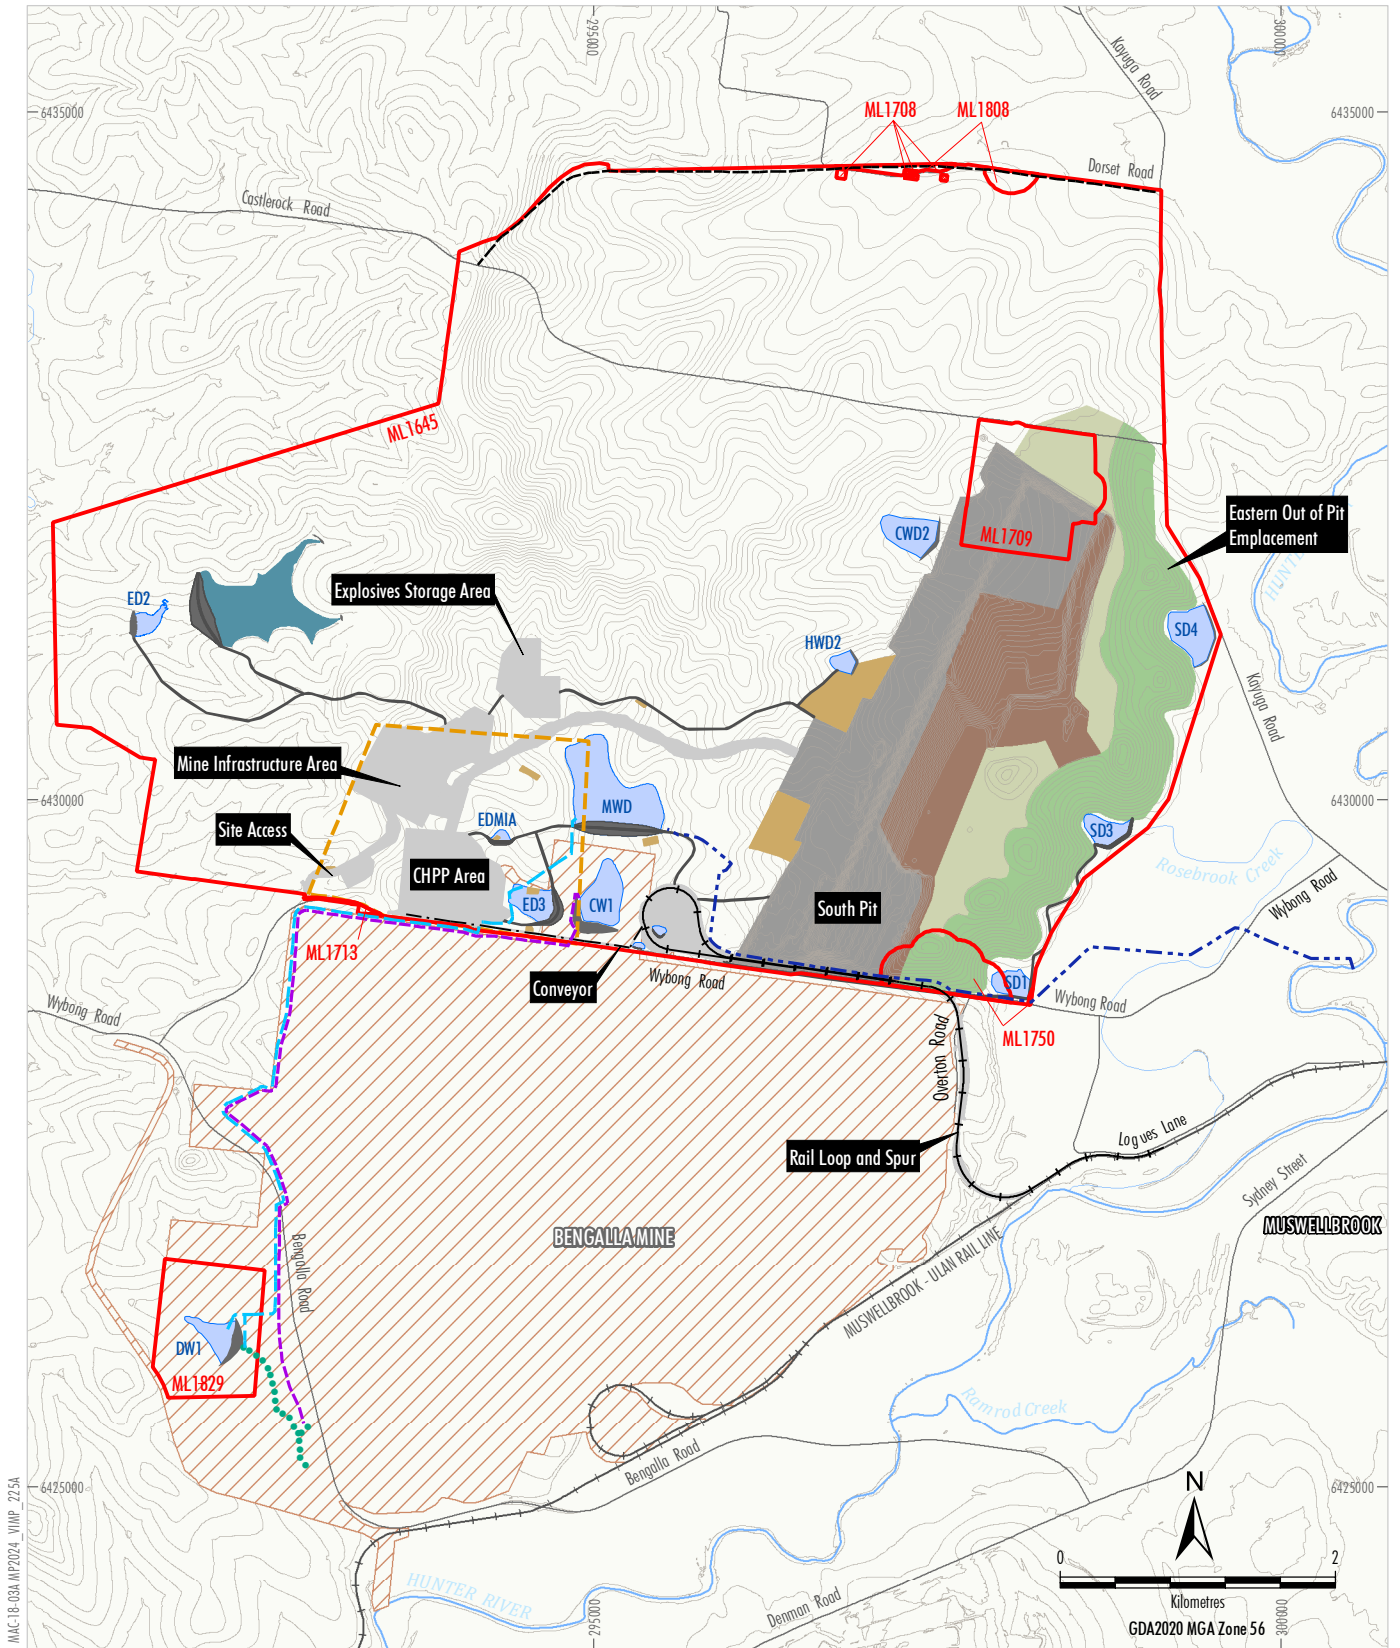 295000
300000
Kayuga Road
6435000
6435000
ML1708
ML1808
Dorset Road
Castlerock Road
ML1645
Eastern Out of Pit
Emplacement
CWD2
ML1709
Explosives Storage Area
ED2
HWD2
SD4
Kayuga Road
Mine Infrastructure Area
6430000
6430000
MWD
EDMIA
Site Access
SD3
Rosebrook Creek
CHPP Area
Wybong Road
ED3
CW1
South Pit
ML1713
Conveyor
Wybong Road
SD1
Wybong Road
Wybong Road
ML1750
Overton Road
Logues Lane
Rail Loop and Spur
Sydney Street
BENGALLA MINE
MUSWELLBROOK
Bengalla Road
MUSWELLBROOK - ULAN RAIL LINE
DW1
ML1829
Ramrod Creek
Bengalla Road
6425000
6425000
N
0
2
Kilometres
GDA2020 MGA Zone 56
HUNTER RIVER
Denman Road
295000
300000
MAC-18-03A MP2024_VIMP_225A